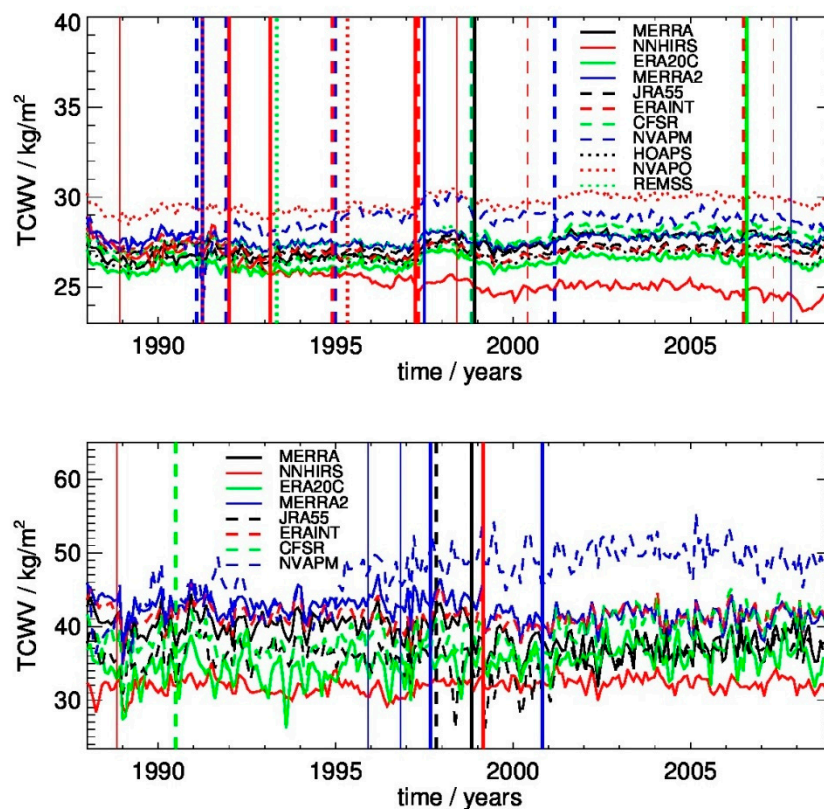 40
35
30
25
TCWV / kg/m2
MERRA
NNHIRS
ERA20C
MERRA2
JRA55
ERAINT
CFSR
NVAPM
HOAPS
NVAPO
REMSS
1990 1995 2000 2005
time / years
60
50
40
30
TCWV / kg/m2
MERRA
NNHIRS
ERA20C
MERRA2
JRA55
ERAINT
CFSR
NVAPM
1990 1995 2000 2005
time / years